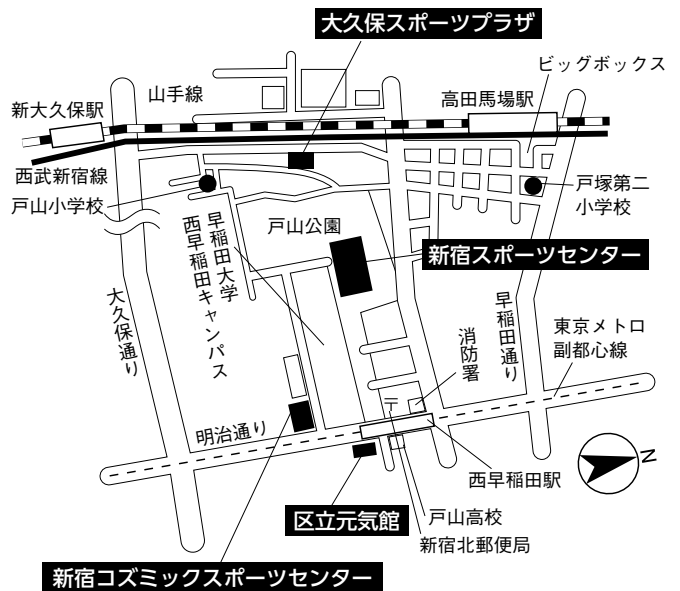 大久保スポーツプラザ
ビッグボックス
山手線
高田馬場駅
新大久保駅
西武新宿線
戸山小学校
戸塚第二
小学校
戸山公園
早稲田大学
西早稲田キャンパス
新宿スポーツセンター
大久保通り
早稲田通り
消防署
東京メトロ
副都心線
〒
明治通り
西早稲田駅
N
区立元気館
戸山高校
新宿北郵便局
新宿コズミックスポーツセンター